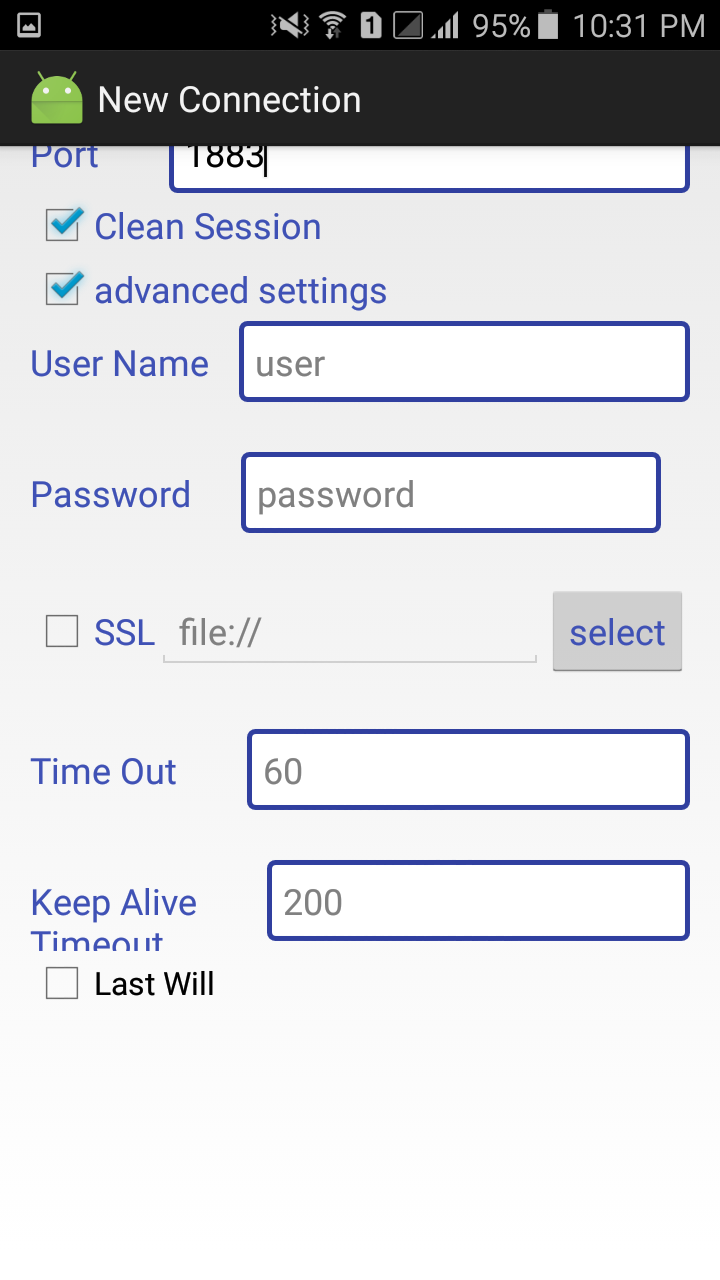 1 95% 10:31 PM
New Connection
Port 1883
Clean Session
advanced settings
User Name user
Password password
SSL file:// select
Time Out 60
Keep Alive 200
Timeout
Last Will